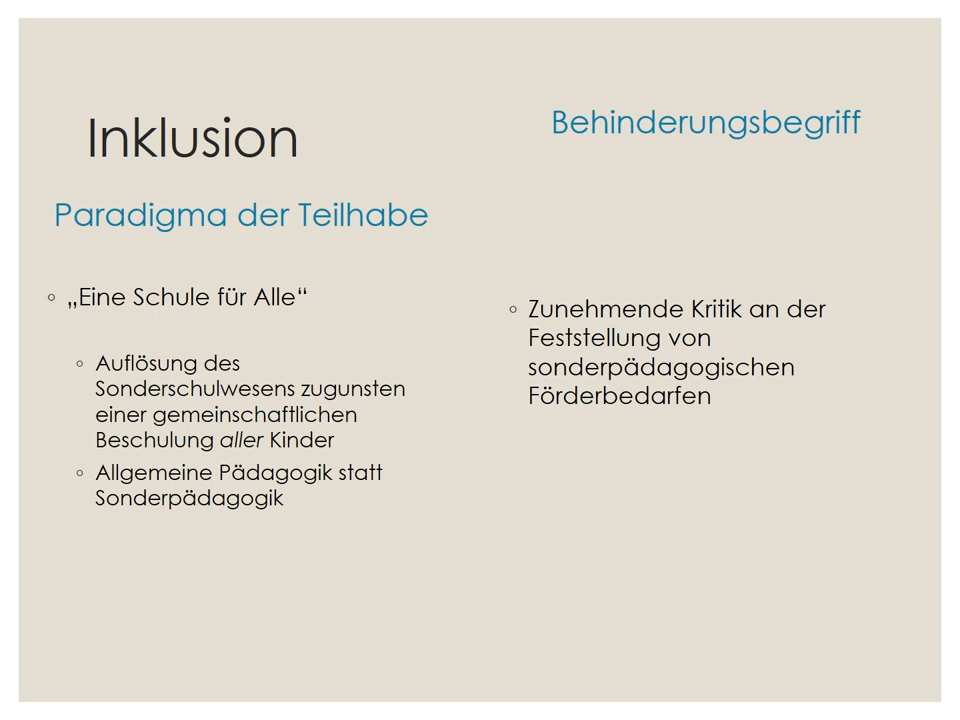 Inklusion
Paradigma der Teilhabe
◦ „Eine Schule für Alle“
◦ Auflösung des
Sonderschulwesens zugunsten
einer gemeinschaftlichen
Beschulung aller Kinder
◦ Allgemeine Pädagogik statt
Sonderpädagogik
Behinderungsbegriff
◦ Zunehmende Kritik an der
Feststellung von
sonderpädagogischen
Förderbedarfen